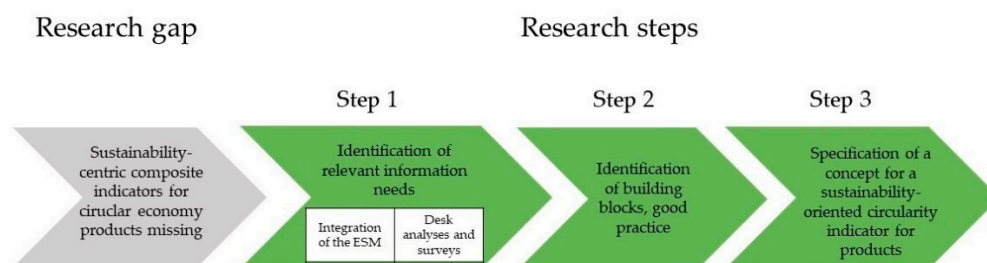 Research gap
Research steps
Step 1
Step 2
Step 3
Sustainability-
centric composite
indicators for
ciruclar economy
products missing
Identification of
relevant information
needs
Integration
of the ESM
Desk
analyses and
surveys
Identification
of building
blocks, good
practice
Specification of a
concept for a
sustainability-
oriented circularity
indicator for
products